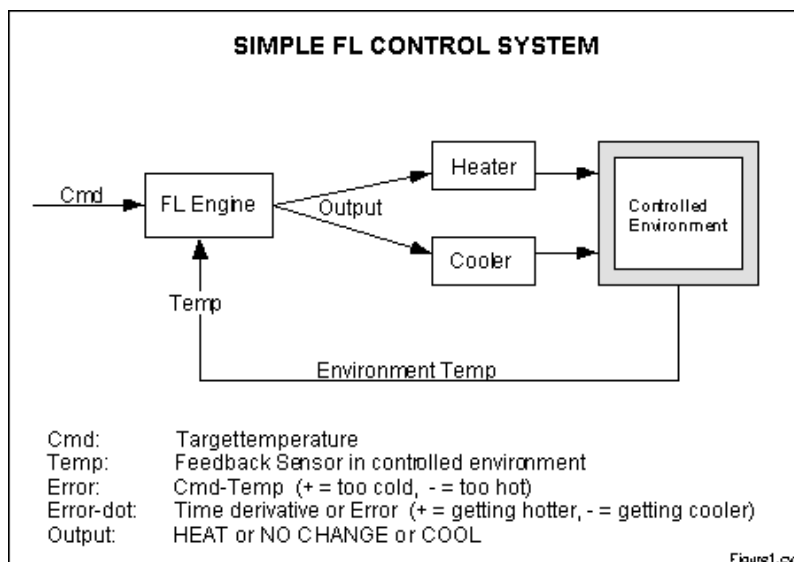 SIMPLE FL CONTROL SYSTEM
Heater
Cmd
FL Engine
Output
Controlled
Environment
Cooler
Temp
Environment Temp
Cmd: Targettemperature
Temp: Feedback Sensor in controlled environment
Error: Cmd-Temp (+ = too cold, - = too hot)
Error-dot: Time derivative or Error (+ = getting hotter, - = getting cooler)
Output: HEAT or NO CHANGE or COOL